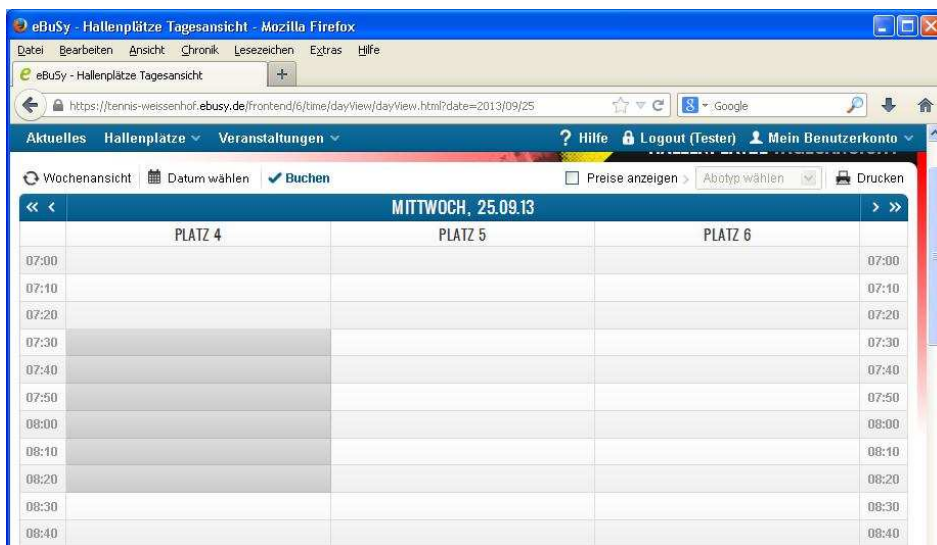 eBuSy - Hallenplätze Tagesansicht - Mozilla Firefox
Datei Bearbeiten Ansicht Chronik Lesezeichen Extras Hilfe
eBuSy - Hallenplätze Tagesansicht
https://tennis-weissenhof.ebusy.de/frontend/6/time/dayView/dayView.html?date=2013/09/25 Google
Aktuelles Hallenplätze Veranstaltungen ? Hilfe Logout (Tester) Mein Benutzerkonto
Wochenansicht Datum wählen Buchen Preise anzeigen > Abotyp wählen Drucken
« < MITTWOCH, 25.09.13 > »
PLATZ 4 PLATZ 5 PLATZ 6
07:00 07:00
07:10 07:10
07:20 07:20
07:30 07:30
07:40 07:40
07:50 07:50
08:00 08:00
08:10 08:10
08:20 08:20
08:30 08:30
08:40 08:40